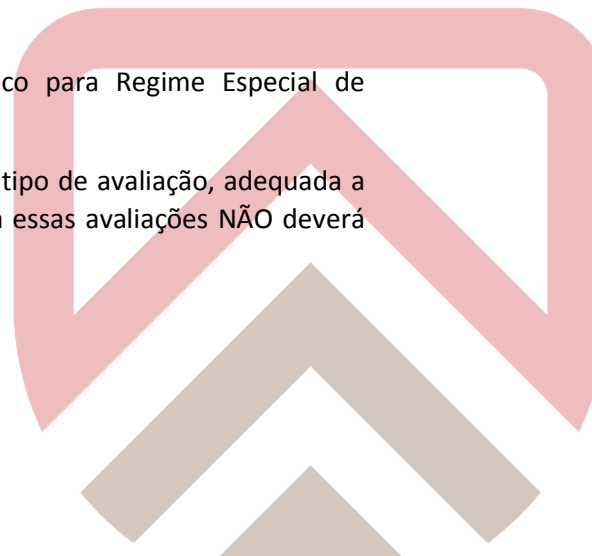 co para Regime Especial de
tipo de avaliação, adequada a
essas avaliações NÃO deverá